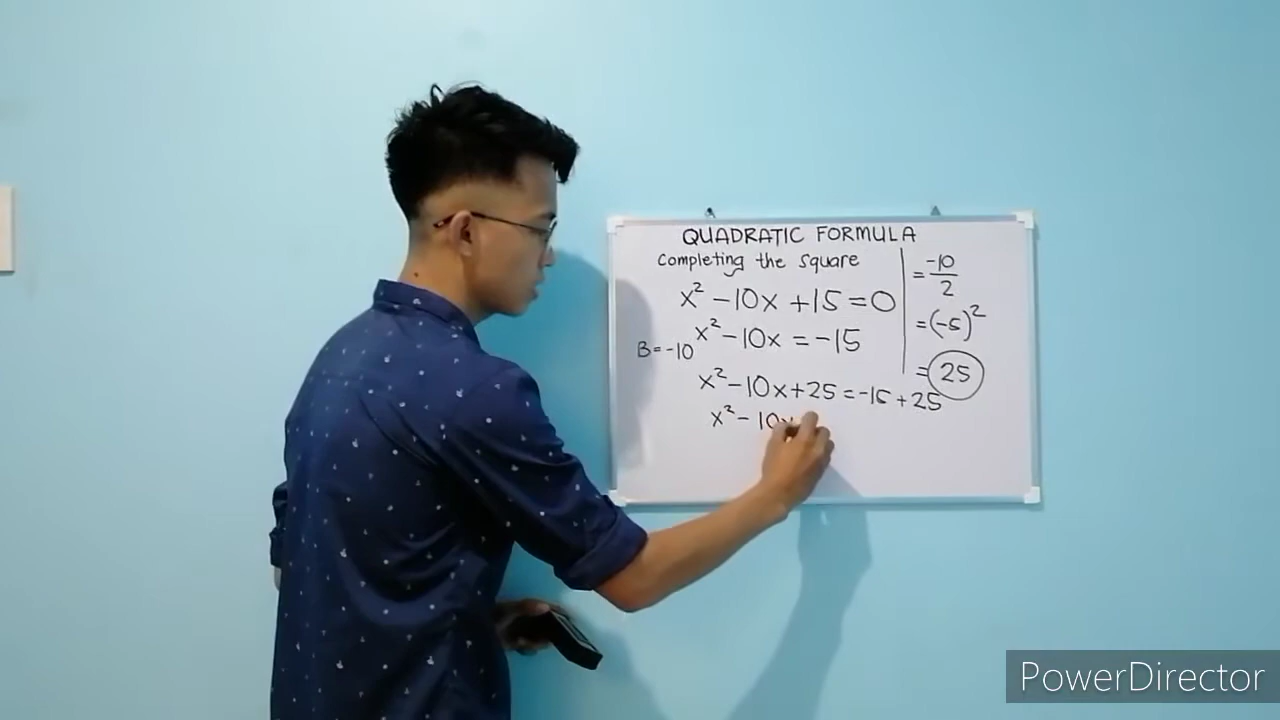 QUADRATIC FORMULA
Completing the square
x² - 10x + 15 = 0
x² - 10x = -15
B = -10
x² - 10x + 25 = -15 + 25
x² - 10x
= -10/2
= (-5)²
= 25
PowerDirector